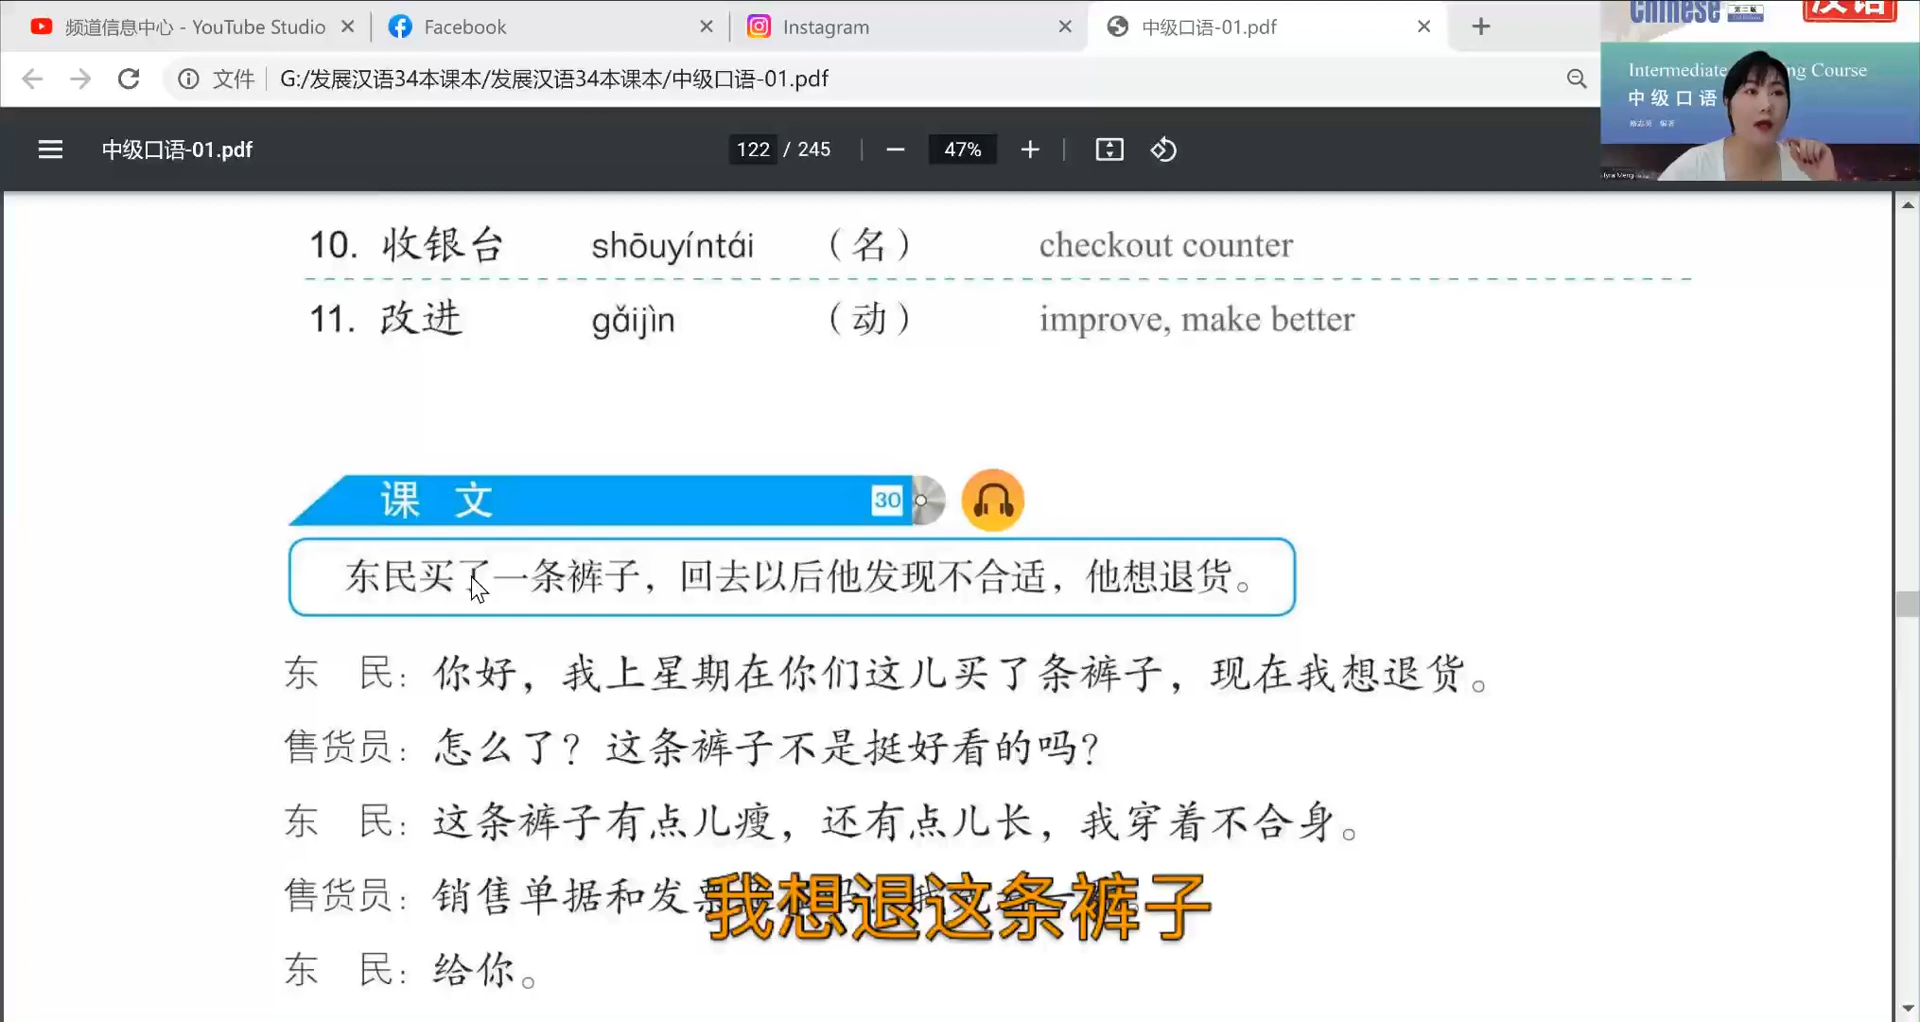 频道信息中心 - YouTube Studio
Facebook
Instagram
中级口语-01.pdf
文件
G:/发展汉语34本课本/发展汉语34本课本/中级口语-01.pdf
Chinese
第二版
汉语
Intermediate
ng Course
中级口语
中级口语-01.pdf
122 / 245
47%
10. 收银台 shōuyíntái （名） checkout counter
11. 改进 gǎijìn （动） improve, make better
课 文 30
东民买了一条裤子，回去以后他发现不合适，他想退货。
东 民：你好，我上星期在你们这儿买了条裤子，现在我想退货。
售货员：怎么了？这条裤子不是挺好看的吗？
东 民：这条裤子有点儿瘦，还有点儿长，我穿着不合身。
售货员：销售单据和发票
我想退这条裤子
东 民：给你。